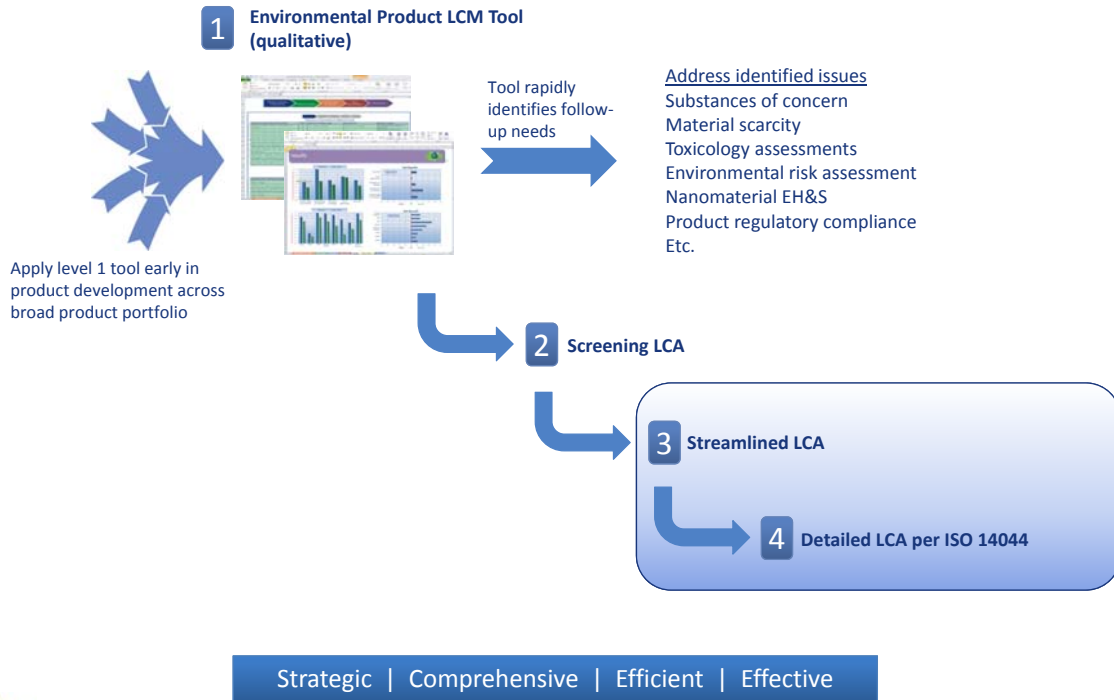 1
Environmental Product LCM Tool
(qualitative)
Tool rapidly
identifies follow-
up needs
Address identified issues
Substances of concern
Material scarcity
Toxicology assessments
Environmental risk assessment
Nanomaterial EH&S
Product regulatory compliance
Etc.
Apply level 1 tool early in
product development across
broad product portfolio
2
Screening LCA
3
Streamlined LCA
4
Detailed LCA per ISO 14044
Strategic | Comprehensive | Efficient | Effective